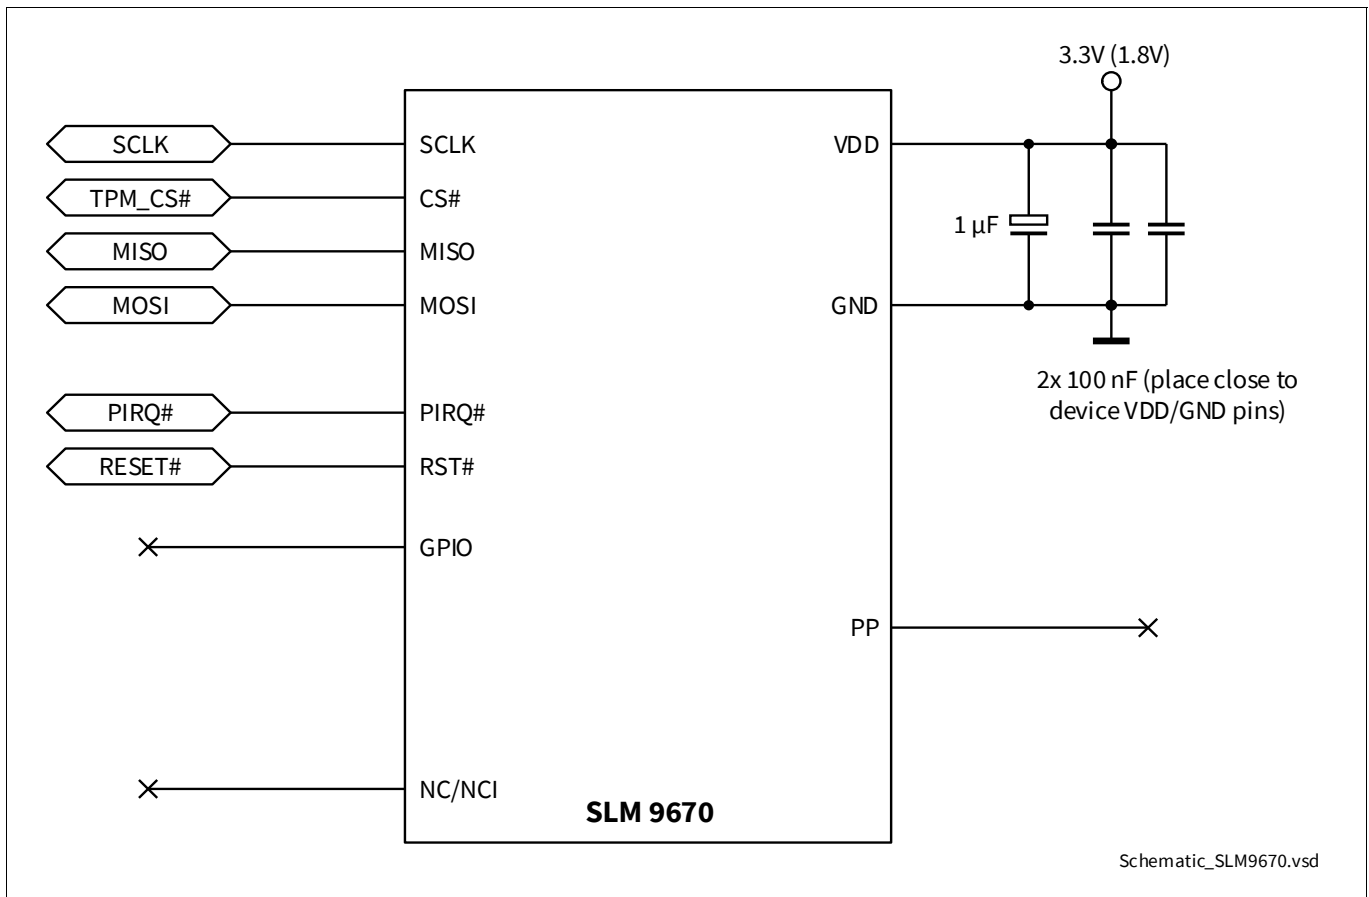 3.3V (1.8V)
SCLK
SCLK
VDD
TPM_CS#
CS#
1 µF
MISO
MISO
MOSI
MOSI
GND
2x 100 nF (place close to
device VDD/GND pins)
PIRQ#
PIRQ#
RESET#
RST#
GPIO
PP
NC/NCI
SLM 9670
Schematic_SLM9670.vsd